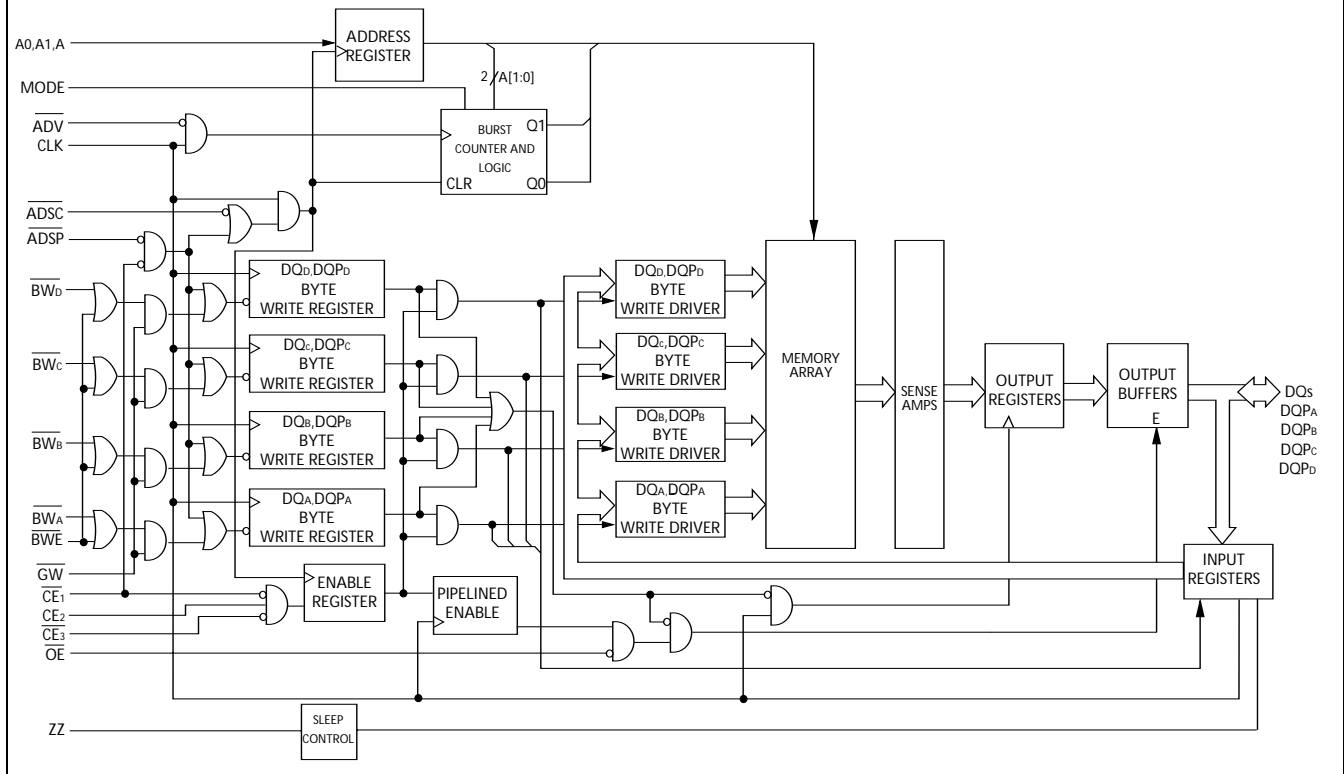 ADDRESS
REGISTER
A0,A1,A
2 A[1:0]
MODE
ADV
CLK
BURST
COUNTER AND
LOGIC
Q1
CLR
Q0
ADSC
ADSP
BWD
DQD,DQPD
BYTE
WRITE REGISTER
DQD,DQPD
BYTE
WRITE DRIVER
BWC
DQC,DQPC
BYTE
WRITE REGISTER
DQC,DQPC
BYTE
WRITE DRIVER
MEMORY
ARRAY
SENSE
AMPS
OUTPUT
REGISTERS
OUTPUT
BUFFERS
E
DQs
DQPA
DQPB
DQPC
DQPD
BWB
DQB,DQPB
BYTE
WRITE REGISTER
DQB,DQPB
BYTE
WRITE DRIVER
BWA
BWE
DQA,DQPA
BYTE
WRITE REGISTER
DQA,DQPA
BYTE
WRITE DRIVER
INPUT
REGISTERS
GW
CE1
CE2
CE3
OE
ENABLE
REGISTER
PIPELINED
ENABLE
ZZ
SLEEP
CONTROL